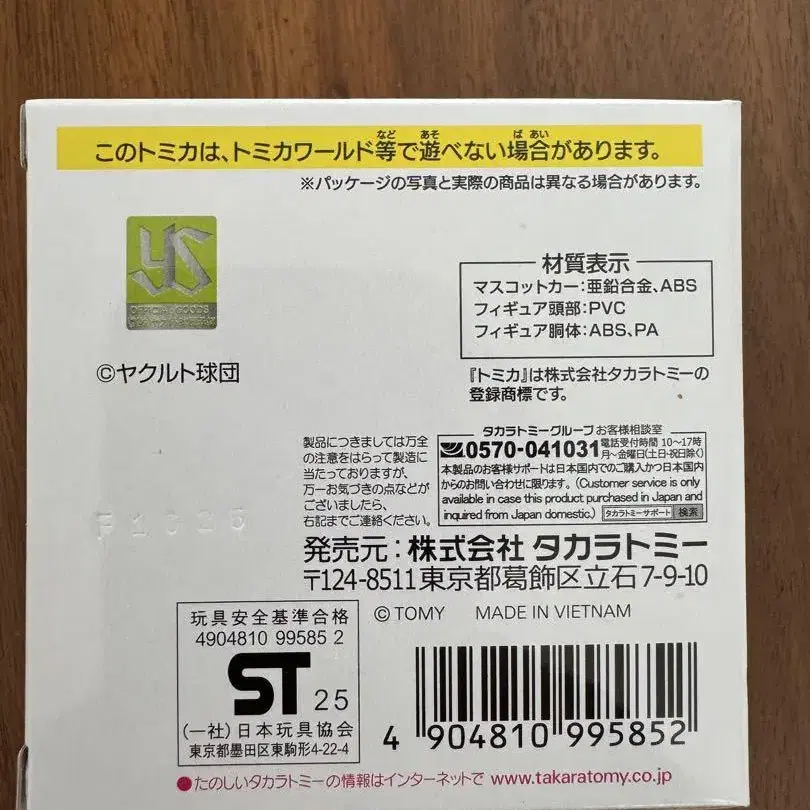 このトミカは、トミカワールド等で遊べない場合があります。
など あそ ば あい
※パッケージの写真と実際の商品は異なる場合があります。
YS
OFFICIAL GOODS
材質表示
マスコットカー:亜鉛合金、ABS
フィギュア頭部:PVC
フィギュア胴体:ABS、PA
©ヤクルト球団
『トミカ』は株式会社タカラトミーの
登録商標です。
製品につきましては万全
の注意をはらって製造に
当たっておりますが、
万一お気づきの点などが
ございましたら、
右記までご連絡ください。
タカラトミーグループ お客様相談室
0570-041031 電話受付時間 10〜17時
月〜金曜日(土日・祝日除く)
本製品のお客様サポートは日本国内でのご購入かつ日本国内
からのお問い合わせに限ります。(Customer service is only
available in case this product purchased in Japan and
inquired from Japan domestic.) タカラトミーサポート 検索
発売元:株式会社 タカラトミー
〒124-8511 東京都葛飾区立石7-9-10
© TOMY MADE IN VIETNAM
玩具安全基準合格
4904810 99585 2
ST 25
(一社)日本玩具協会
東京都墨田区東駒形4-22-4
4 904810 995852
●たのしいタカラトミーの情報はインターネットで www.takaratomy.co.jp